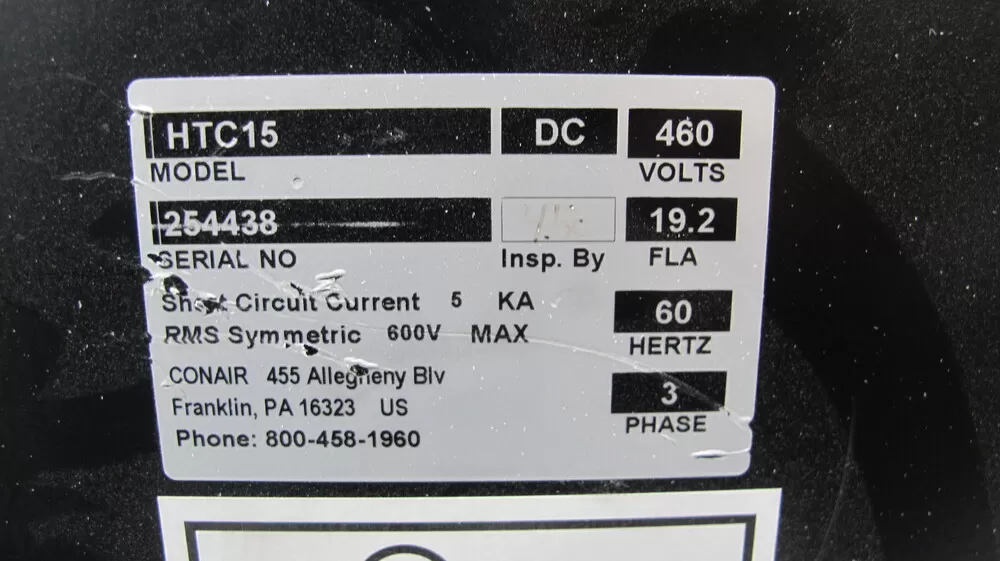 HTC15 DC 460
MODEL VOLTS
254438 19.2
SERIAL NO Insp. By FLA
Short Circuit Current 5 KA
RMS Symmetric 600V MAX
60
HERTZ
CONAIR 455 Allegheny Blv
Franklin, PA 16323 US
Phone: 800-458-1960
3
PHASE